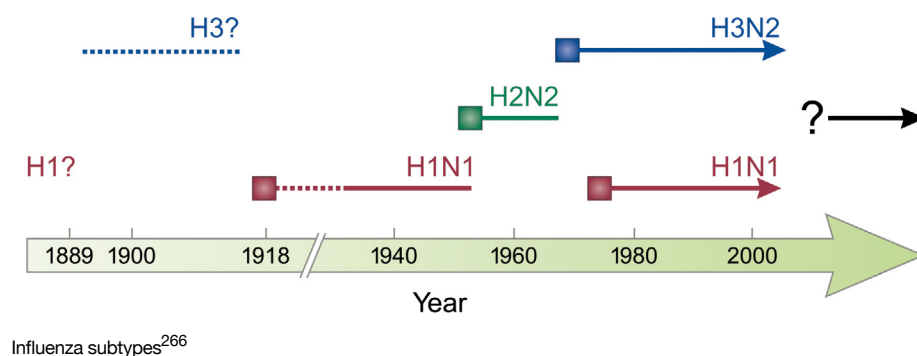 H3? H3N2
H2N2
?
H1? H1N1 H1N1
1889 1900 1918 1940 1960 1980 2000
Year
Influenza subtypes266